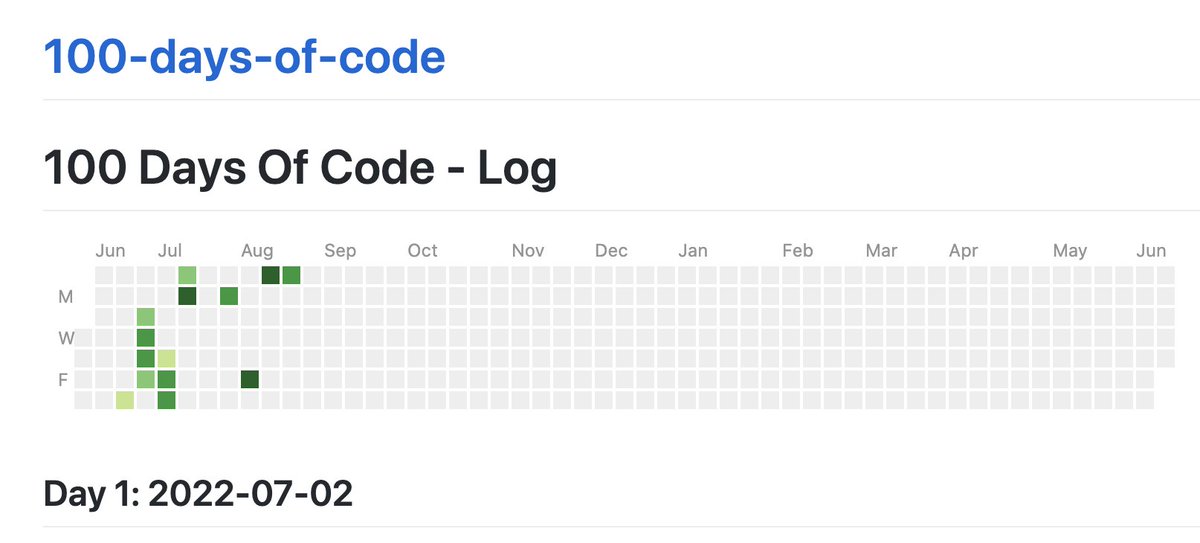 100-days-of-code
100 Days Of Code - Log
Jun Jul Aug Sep Oct Nov Dec Jan Feb Mar Apr May Jun
M
W
F
Day 1: 2022-07-02